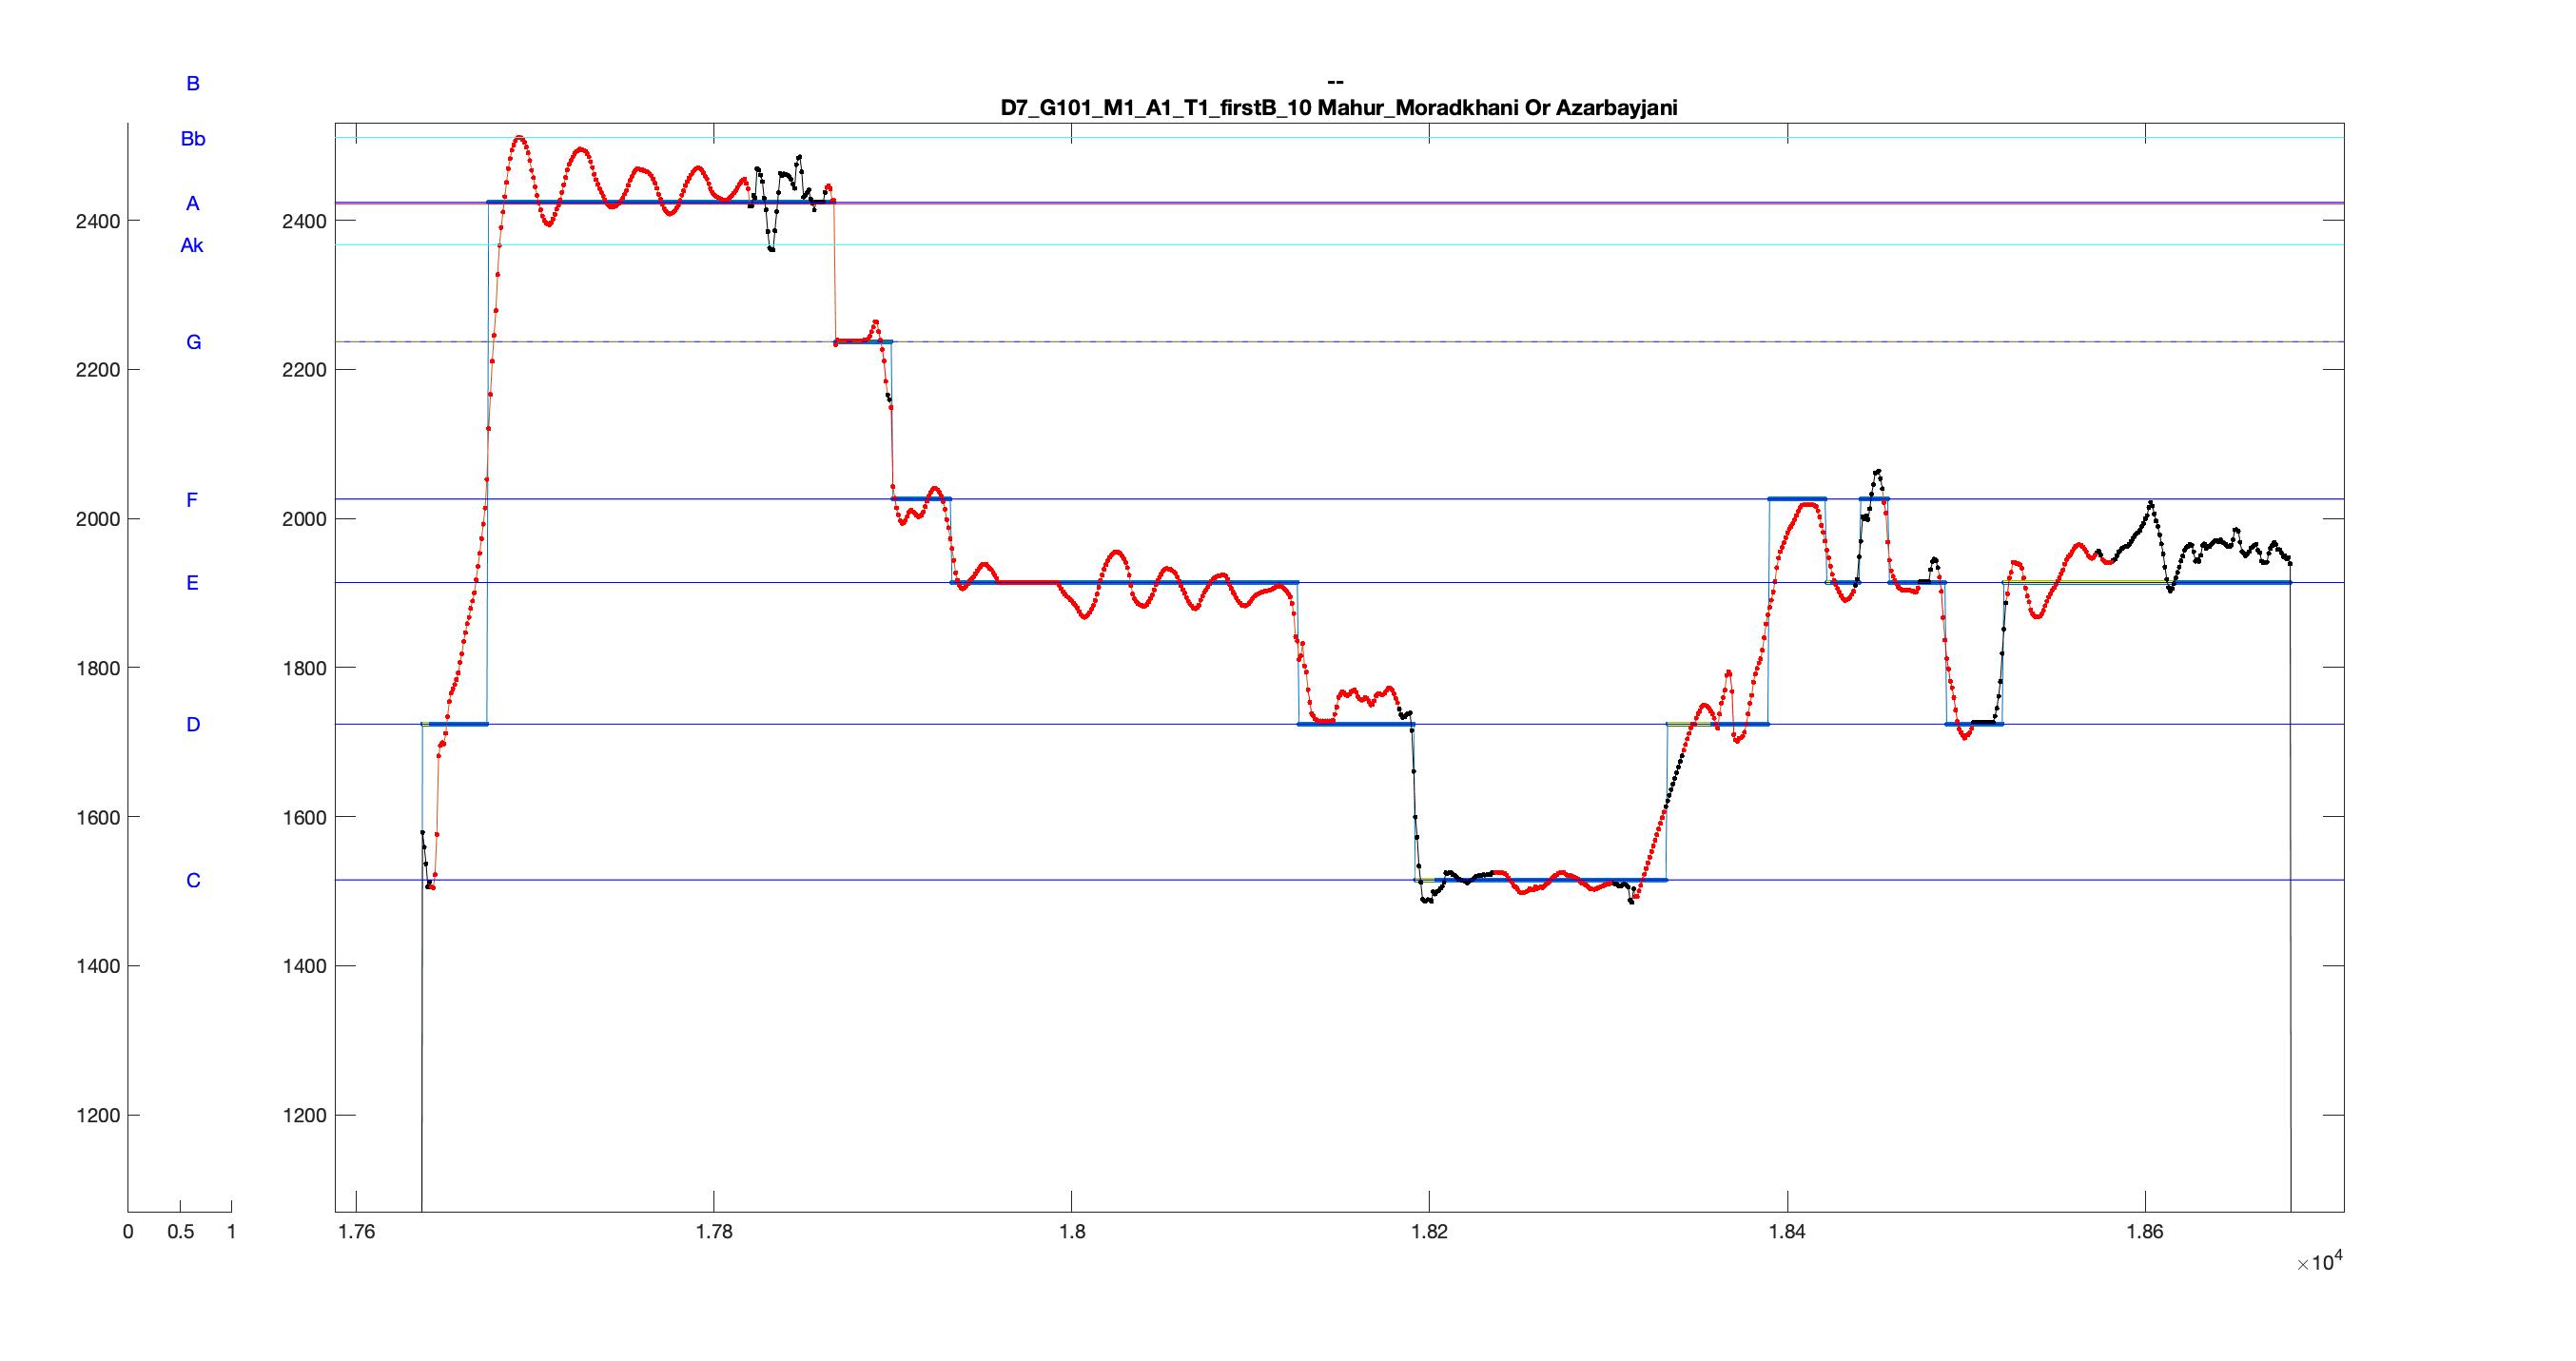 --
D7_G101_M1_A1_T1_firstB_10 Mahur_Moradkhani Or Azarbayjani
B
Bb
A
Ak
G
F
E
D
C
2400
2200
2000
1800
1600
1400
1200
0 0.5 1
2400
2200
2000
1800
1600
1400
1200
1.76 1.78 1.8 1.82 1.84 1.86
×10^4